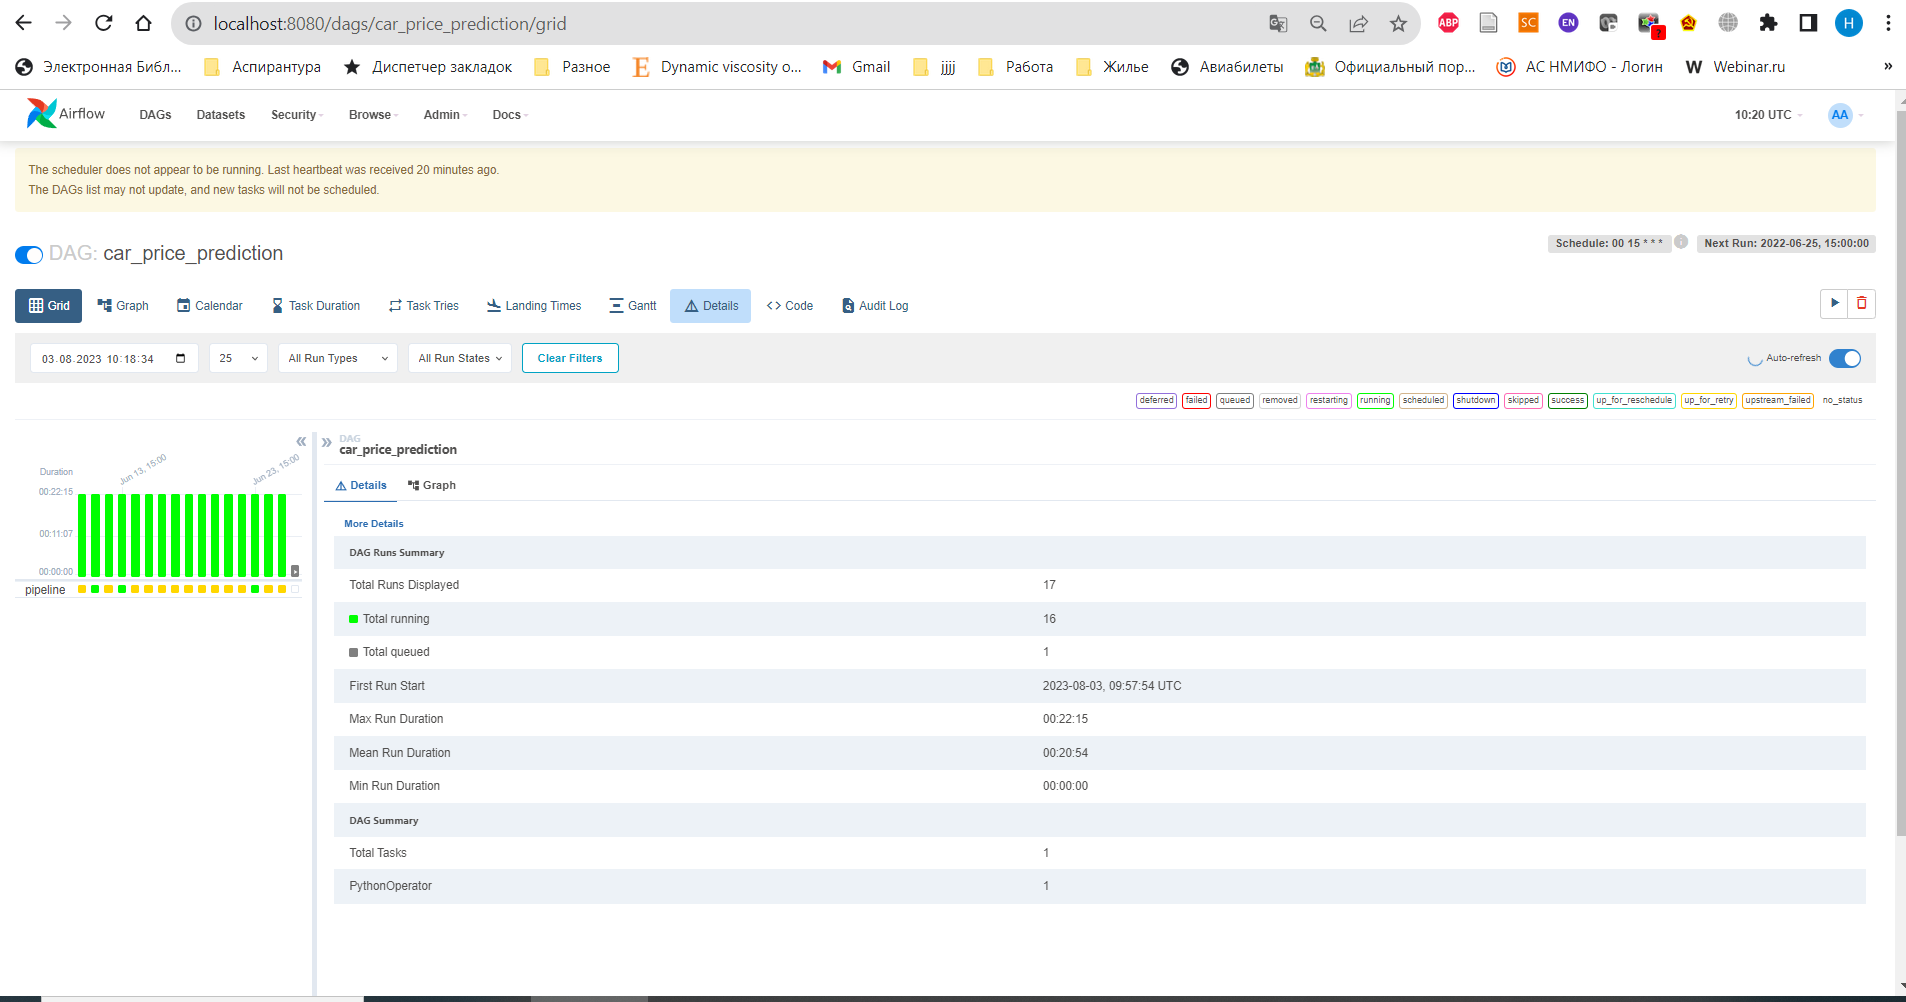 localhost:8080/dags/car_price_prediction/grid
ABP
SC
EN
?
H
Электронная Библ...
Аспирантура
Диспетчер закладок
Разное
Dynamic viscosity o...
Gmail
jjjj
Работа
Жилье
Авиабилеты
Официальный пор...
АС НМИФО - Логин
Webinar.ru
»
Airflow
DAGs
Datasets
Security
Browse
Admin
Docs
10:20 UTC
AA
The scheduler does not appear to be running. Last heartbeat was received 20 minutes ago.
The DAGs list may not update, and new tasks will not be scheduled.
DAG: car_price_prediction
Schedule: 00 15 * * *
Next Run: 2022-06-25, 15:00:00
Grid
Graph
Calendar
Task Duration
Task Tries
Landing Times
Gantt
Details
Code
Audit Log
03.08.2023 10:18:34
25
All Run Types
All Run States
Clear Filters
Auto-refresh
deferred
failed
queued
removed
restarting
running
scheduled
shutdown
skipped
success
up_for_reschedule
up_for_retry
upstream_failed
no_status
Duration
Jun 13, 15:00
Jun 23, 15:00
00:22:15
00:11:07
00:00:00
pipeline
DAG
car_price_prediction
Details
Graph
More Details
DAG Runs Summary
Total Runs Displayed 17
Total running 16
Total queued 1
First Run Start 2023-08-03, 09:57:54 UTC
Max Run Duration 00:22:15
Mean Run Duration 00:20:54
Min Run Duration 00:00:00
DAG Summary
Total Tasks 1
PythonOperator 1